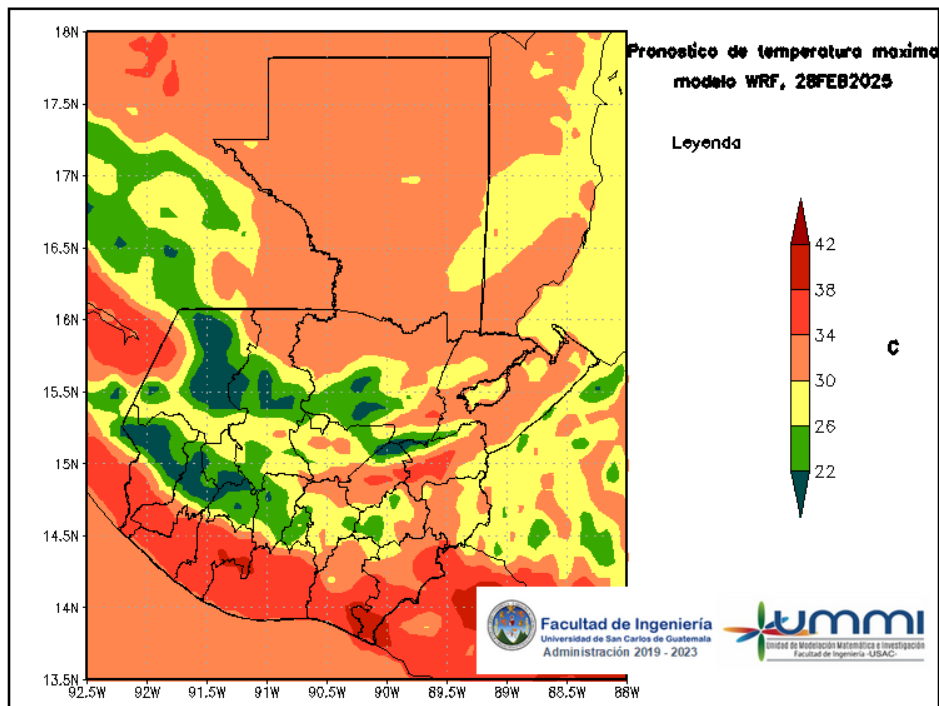 Pronostico de temperatura maxima
modelo WRF, 28FEB2025
Leyenda
42
38
34
30
26
22
C
18N
17.5N
17N
16.5N
16N
15.5N
15N
14.5N
14N
13.5N
92.5W 92W 91.5W 91W 90.5W 90W 89.5W 89W 88.5W 88W
Facultad de Ingeniería
Universidad de San Carlos de Guatemala
Administración 2019 - 2023
UMMI
Unidad de Modelación Matemática e Investigación
Facultad de Ingeniería -USAC-